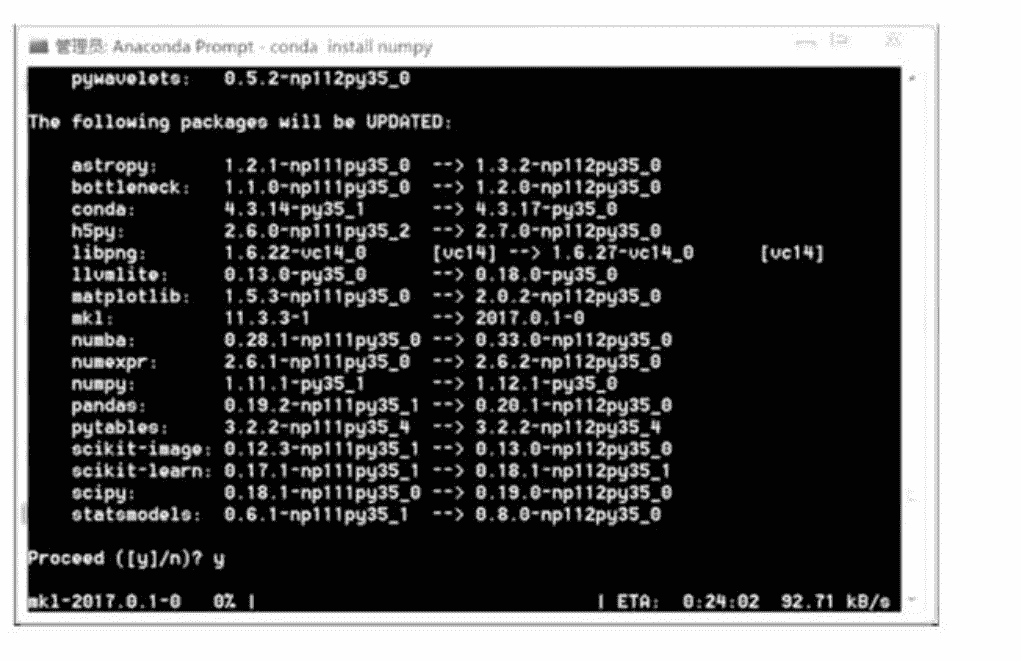 管理员: Anaconda Prompt - conda install numpy
pywavelets: 0.5.2-np112py35_0
The following packages will be UPDATED:
astropy: 1.2.1-np111py35_0 --> 1.3.2-np112py35_0
bottleneck: 1.1.0-np111py35_0 --> 1.2.0-np112py35_0
conda: 4.3.14-py35_1 --> 4.3.17-py35_0
h5py: 2.6.0-np111py35_2 --> 2.7.0-np112py35_0
libpng: 1.6.22-vc14_0 [vc14] --> 1.6.27-vc14_0 [vc14]
llvmlite: 0.13.0-py35_0 --> 0.18.0-py35_0
matplotlib: 1.5.3-np111py35_0 --> 2.0.2-np112py35_0
mkl: 11.3.3-1 --> 2017.0.1-0
numba: 0.28.1-np111py35_0 --> 0.33.0-np112py35_0
numexpr: 2.6.1-np111py35_0 --> 2.6.2-np112py35_0
numpy: 1.11.1-py35_1 --> 1.12.1-py35_0
pandas: 0.19.2-np111py35_1 --> 0.20.1-np112py35_0
pytables: 3.2.2-np111py35_4 --> 3.2.2-np112py35_4
scikit-image: 0.12.3-np111py35_1 --> 0.13.0-np112py35_0
scikit-learn: 0.17.1-np111py35_1 --> 0.18.1-np112py35_1
scipy: 0.18.1-np111py35_0 --> 0.19.0-np112py35_0
statsmodels: 0.6.1-np111py35_1 --> 0.8.0-np112py35_0
Proceed ([y]/n)? y
mkl-2017.0.1-0 0% | | ETA: 0:24:02 92.71 kB/s